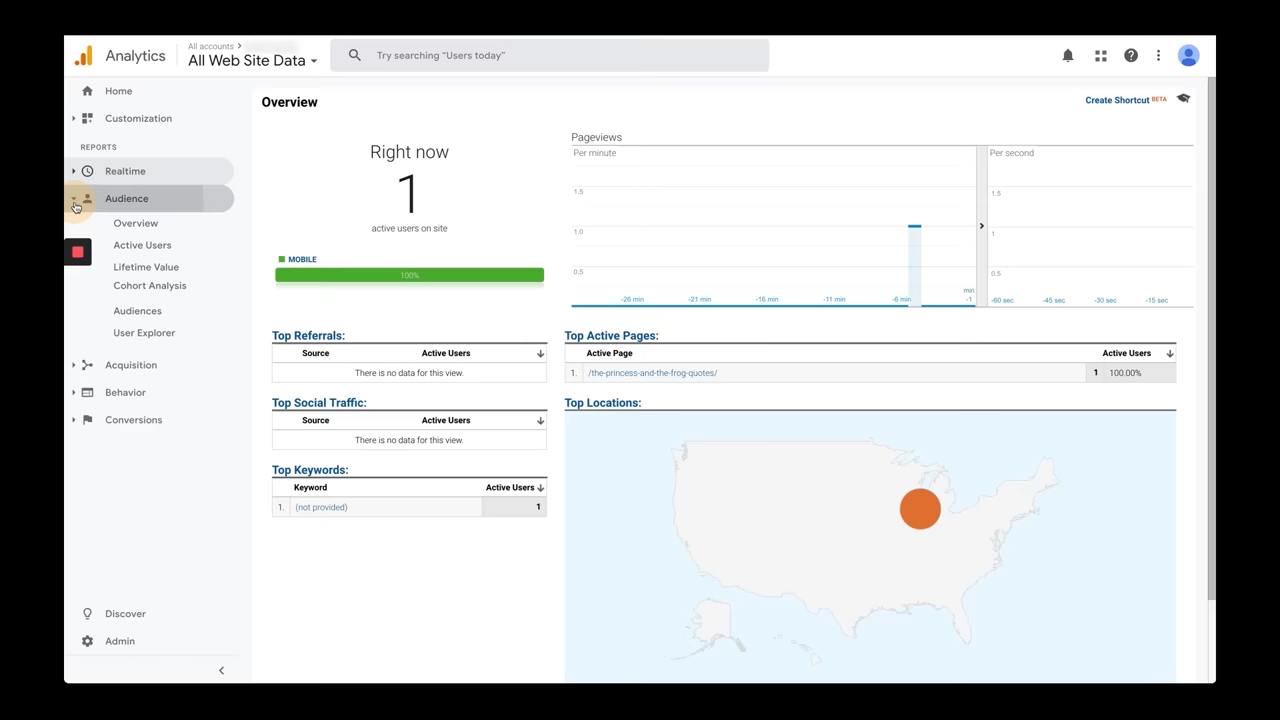 Analytics
All accounts >
All Web Site Data
Try searching “Users today”
Home
Customization
REPORTS
Realtime
Audience
Overview
Active Users
Lifetime Value
Cohort Analysis
Audiences
User Explorer
Acquisition
Behavior
Conversions
Discover
Admin
Overview
Create Shortcut BETA
Right now
1
active users on site
MOBILE
100%
Pageviews
Per minute
1.5
1.0
0.5
-26 min -21 min -16 min -11 min -6 min min -1
Per second
1.5
1
0.5
-60 sec -45 sec -30 sec -15 sec
Top Referrals:
Source Active Users
There is no data for this view.
Top Social Traffic:
Source Active Users
There is no data for this view.
Top Keywords:
Keyword Active Users
1. (not provided) 1
Top Active Pages:
Active Page Active Users
1. /the-princess-and-the-frog-quotes/ 1 100.00%
Top Locations: